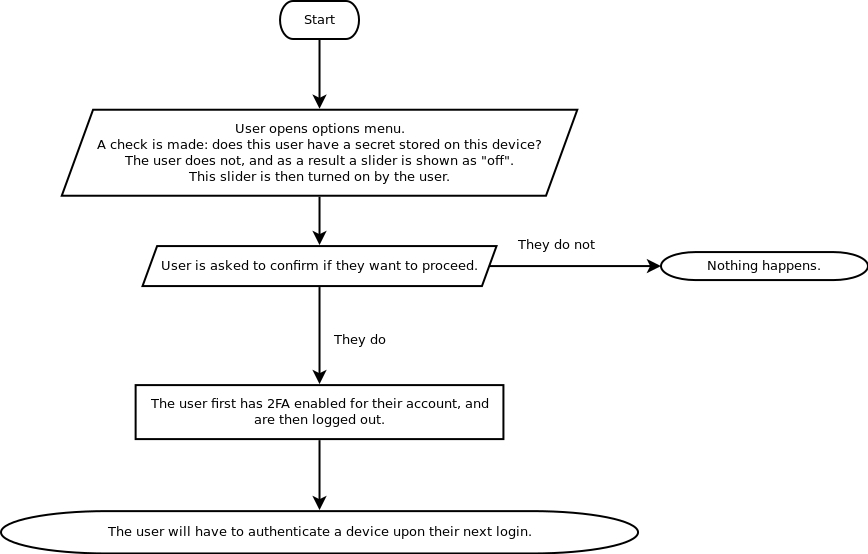 Start
User opens options menu.
A check is made: does this user have a secret stored on this device?
The user does not, and as a result a slider is shown as "off".
This slider is then turned on by the user.
They do not
User is asked to confirm if they want to proceed.
Nothing happens.
They do
The user first has 2FA enabled for their account, and
are then logged out.
The user will have to authenticate a device upon their next login.